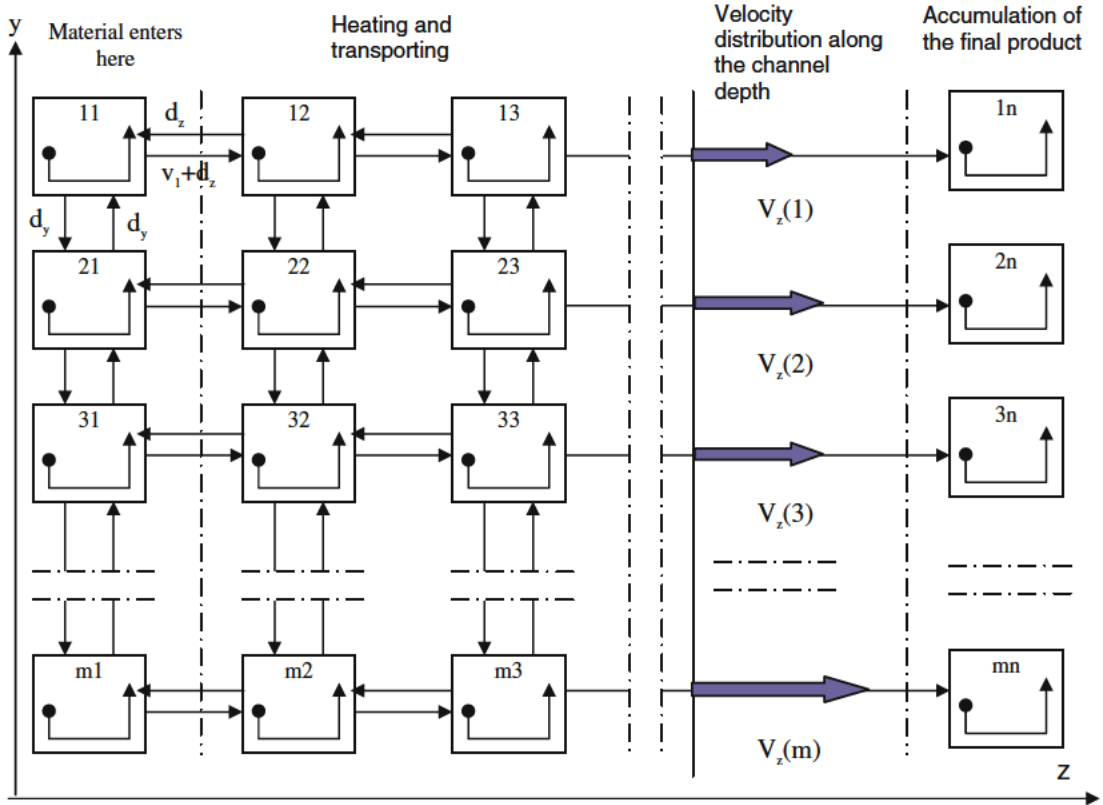 y
Material enters
here
Heating and
transporting
Velocity
distribution along
the channel
depth
Accumulation of
the final product
11
d_z
12
13
1n
v_1+d_z
V_z(1)
d_y
d_y
21
22
23
2n
V_z(2)
31
32
33
3n
V_z(3)
m1
m2
m3
mn
V_z(m)
z